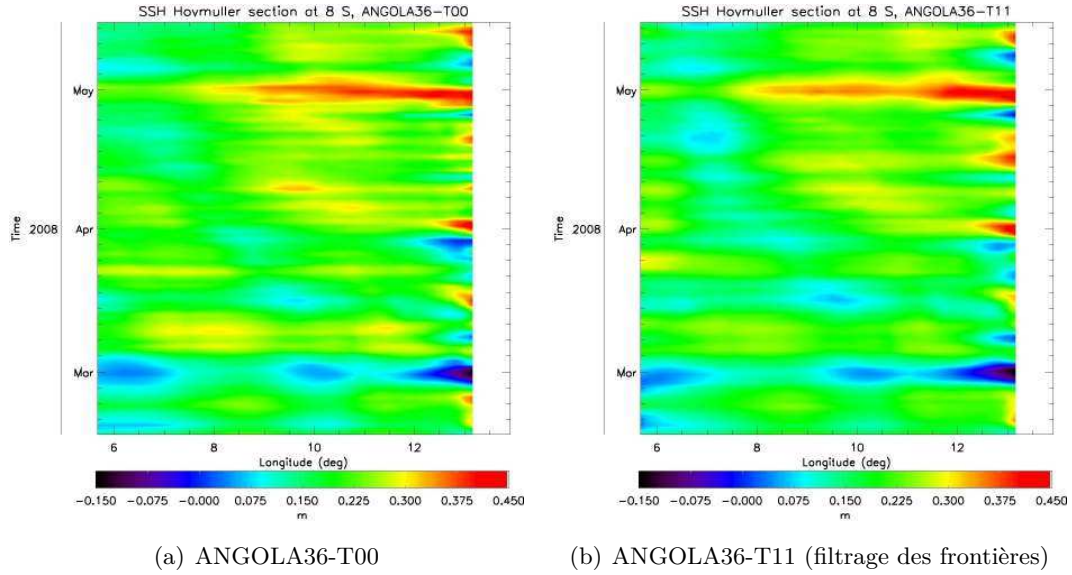 SSH Hovmuller section at 8 S, ANGOLA36-T00
May
Apr
Mar
Time
2008
6
8
10
12
Longitude (deg)
-0.150 -0.075 -0.000 0.075 0.150 0.225 0.300 0.375 0.450
m
(a) ANGOLA36-T00
SSH Hovmuller section at 8 S, ANGOLA36-T11
May
Apr
Mar
Time
2008
6
7
8
9
10
11
12
Longitude (deg)
-0.150 -0.075 -0.000 0.075 0.150 0.225 0.300 0.375 0.450
m
(b) ANGOLA36-T11 (filtrage des frontières)